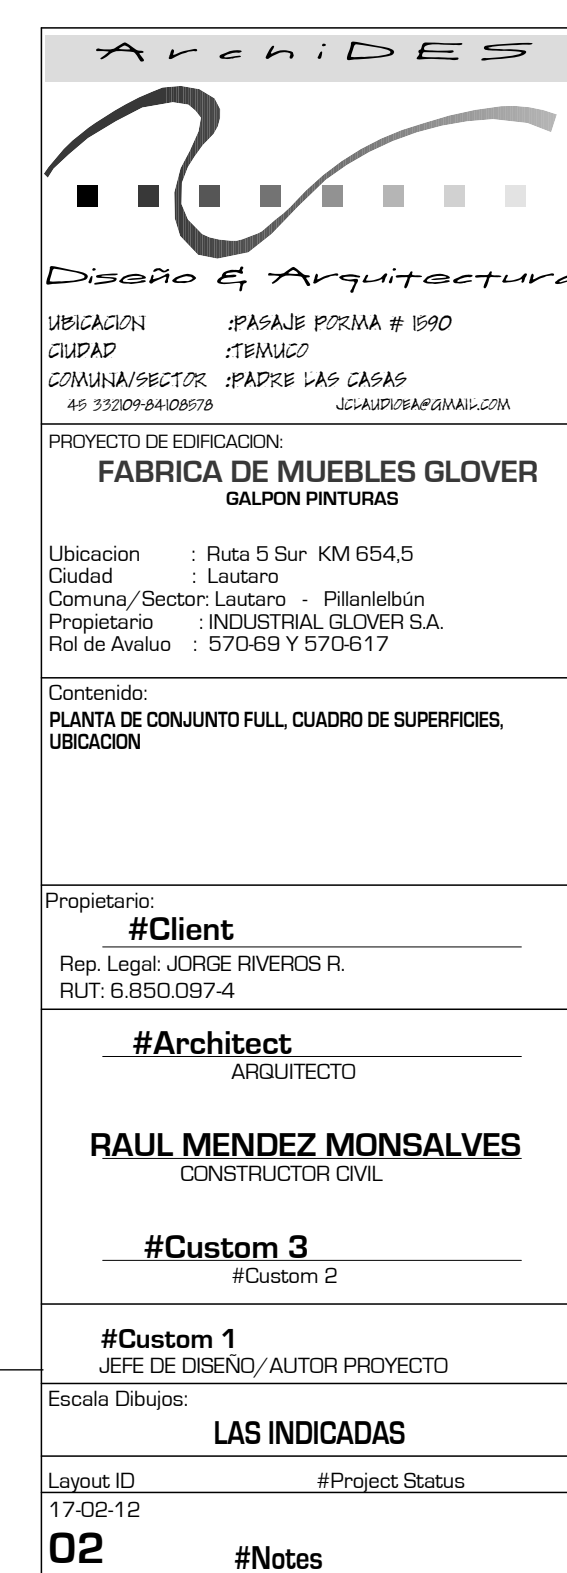 ArchiDES
Diseño & Arquitectura
UBICACION :PASAJE PORMA # 1590
CIUDAD :TEMUCO
COMUNA/SECTOR :PADRE LAS CASAS
45 332109-84108578 JCLAUDIOEA@GMAIL.COM
PROYECTO DE EDIFICACION:
FABRICA DE MUEBLES GLOVER
GALPON PINTURAS
Ubicacion : Ruta 5 Sur KM 654,5
Ciudad : Lautaro
Comuna/Sector: Lautaro - Pillanlelbún
Propietario : INDUSTRIAL GLOVER S.A.
Rol de Avaluo : 570-69 Y 570-617
Contenido:
PLANTA DE CONJUNTO FULL, CUADRO DE SUPERFICIES,
UBICACION
Propietario:
#Client
Rep. Legal: JORGE RIVEROS R.
RUT: 6.850.097-4
#Architect
ARQUITECTO
RAUL MENDEZ MONSALVES
CONSTRUCTOR CIVIL
#Custom 3
#Custom 2
#Custom 1
JEFE DE DISEÑO/AUTOR PROYECTO
Escala Dibujos:
LAS INDICADAS
Layout ID #Project Status
17-02-12
02 #Notes